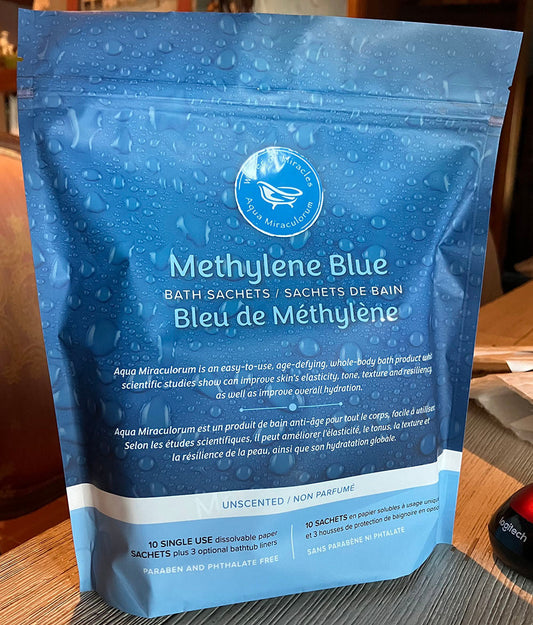 Miracles
Aqua Miraculorum
Methylene Blue
BATH SACHETS / SACHETS DE BAIN
Bleu de Méthylène
Aqua Miraculorum is an easy-to-use, age-defying, whole-body bath product
scientific studies show can improve skin's elasticity, tone, texture and resiliency,
as well as improve overall hydration.
Aqua Miraculorum est un produit de bain anti-âge pour tout le corps, facile à utiliser.
Selon les études scientifiques, il peut améliorer l'élasticité, le tonus, la texture et
la résilience de la peau, ainsi que son hydratation globale.
UNSCENTED / NON PARFUMÉ
10 SINGLE USE dissolvable paper
SACHETS plus 3 optional bathtub liners
PARABEN AND PHTHALATE FREE
10 SACHETS en papier solubles à usage
et 3 housses de protection de baignoire en
SANS PARABÈNE NI PHTALATE
logitech